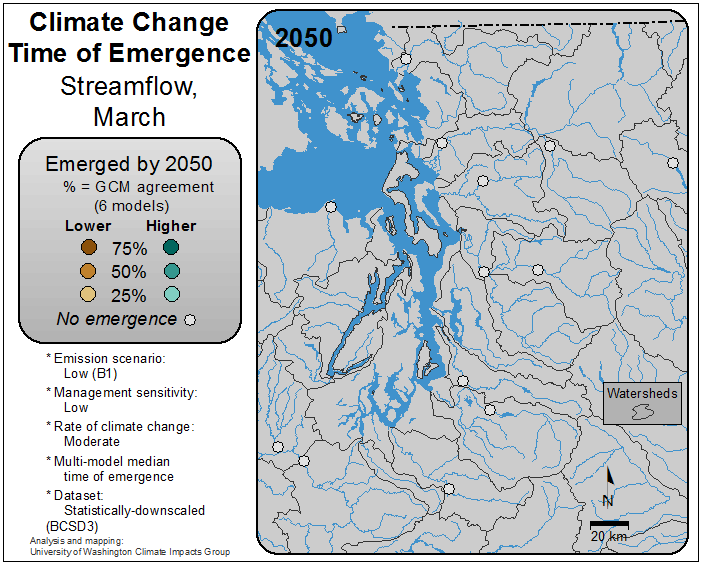 Climate Change
Time of Emergence
Streamflow,
March
Emerged by 2050
% = GCM agreement
(6 models)
Lower Higher
75%
50%
25%
No emergence
* Emission scenario:
Low (B1)
* Management sensitivity:
Low
* Rate of climate change:
Moderate
* Multi-model median
time of emergence
* Dataset:
Statistically-downscaled
(BCSD3)
Analysis and mapping:
University of Washington Climate Impacts Group
2050
Watersheds
N
20 km